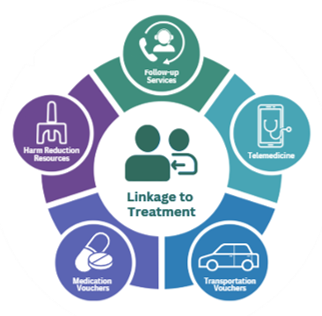 Follow-up
Services
Harm Reduction
Resources
Telemedicine
Linkage to
Treatment
Medication
Vouchers
Transportation
Vouchers